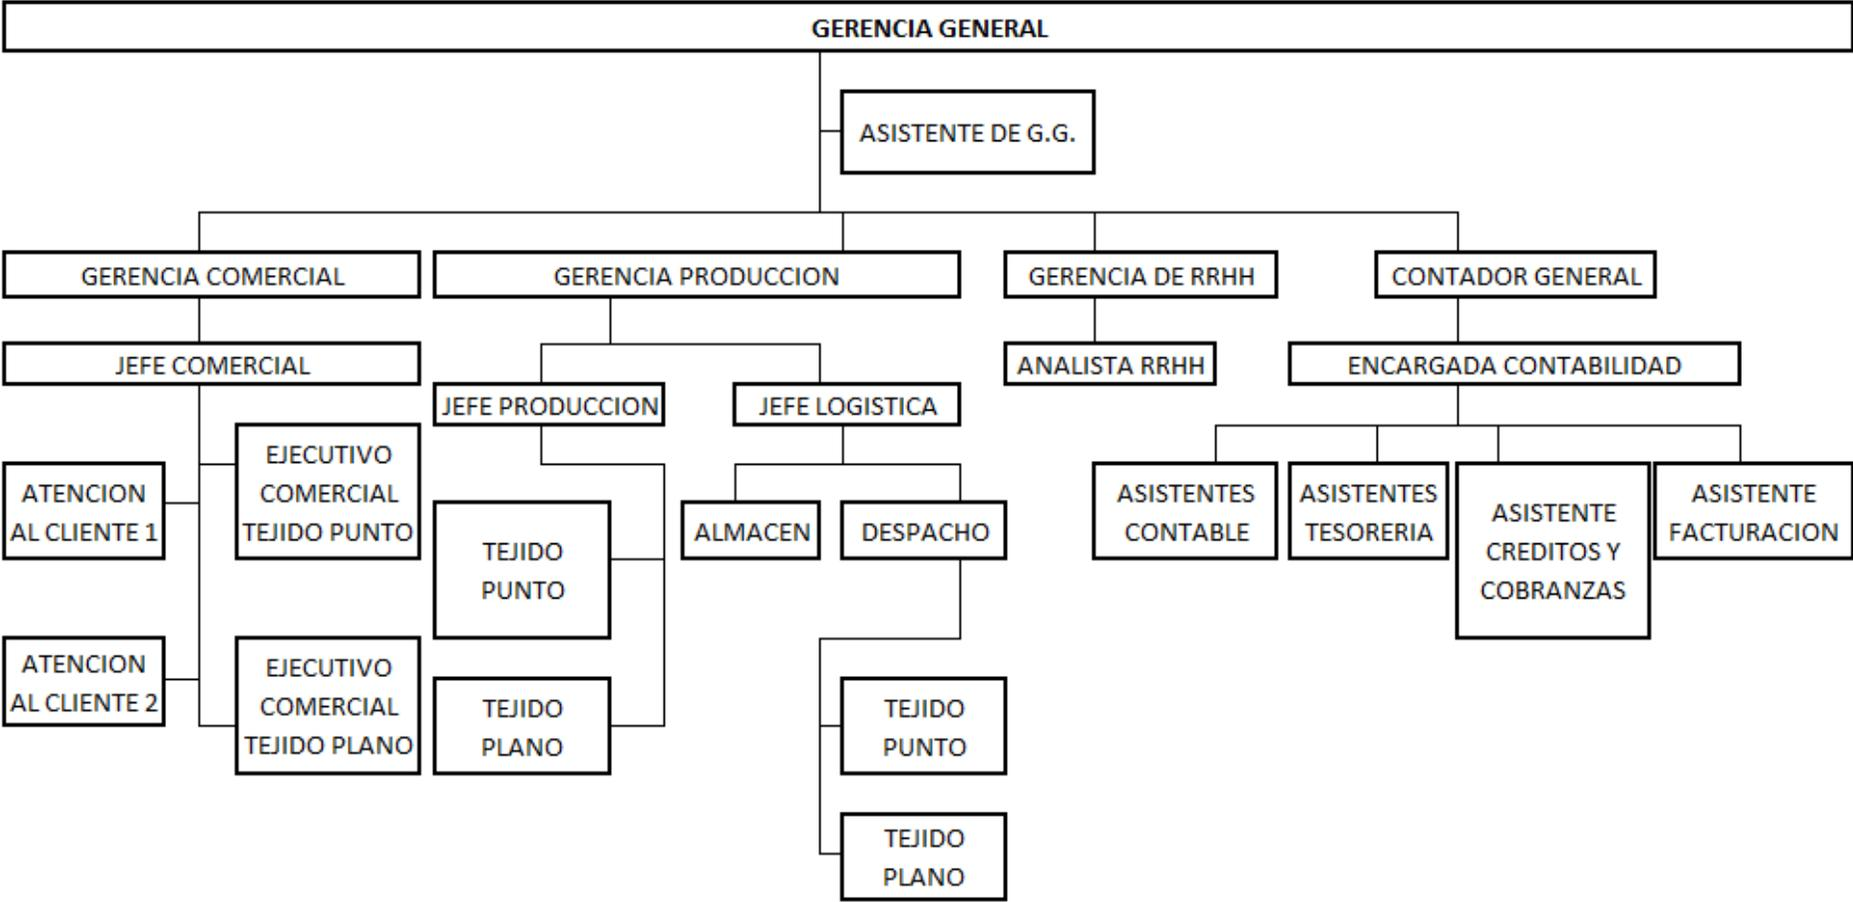 GERENCIA GENERAL
ASISTENTE DE G.G.
GERENCIA COMERCIAL
GERENCIA PRODUCCION
GERENCIA DE RRHH
CONTADOR GENERAL
JEFE COMERCIAL
ANALISTA RRHH
ENCARGADA CONTABILIDAD
JEFE PRODUCCION
JEFE LOGISTICA
ATENCION
AL CLIENTE 1
EJECUTIVO
COMERCIAL
TEJIDO PUNTO
TEJIDO
PUNTO
ALMACEN
DESPACHO
ASISTENTES
CONTABLE
ASISTENTES
TESORERIA
ASISTENTE
CREDITOS Y
COBRANZAS
ASISTENTE
FACTURACION
ATENCION
AL CLIENTE 2
EJECUTIVO
COMERCIAL
TEJIDO PLANO
TEJIDO
PLANO
TEJIDO
PUNTO
TEJIDO
PLANO